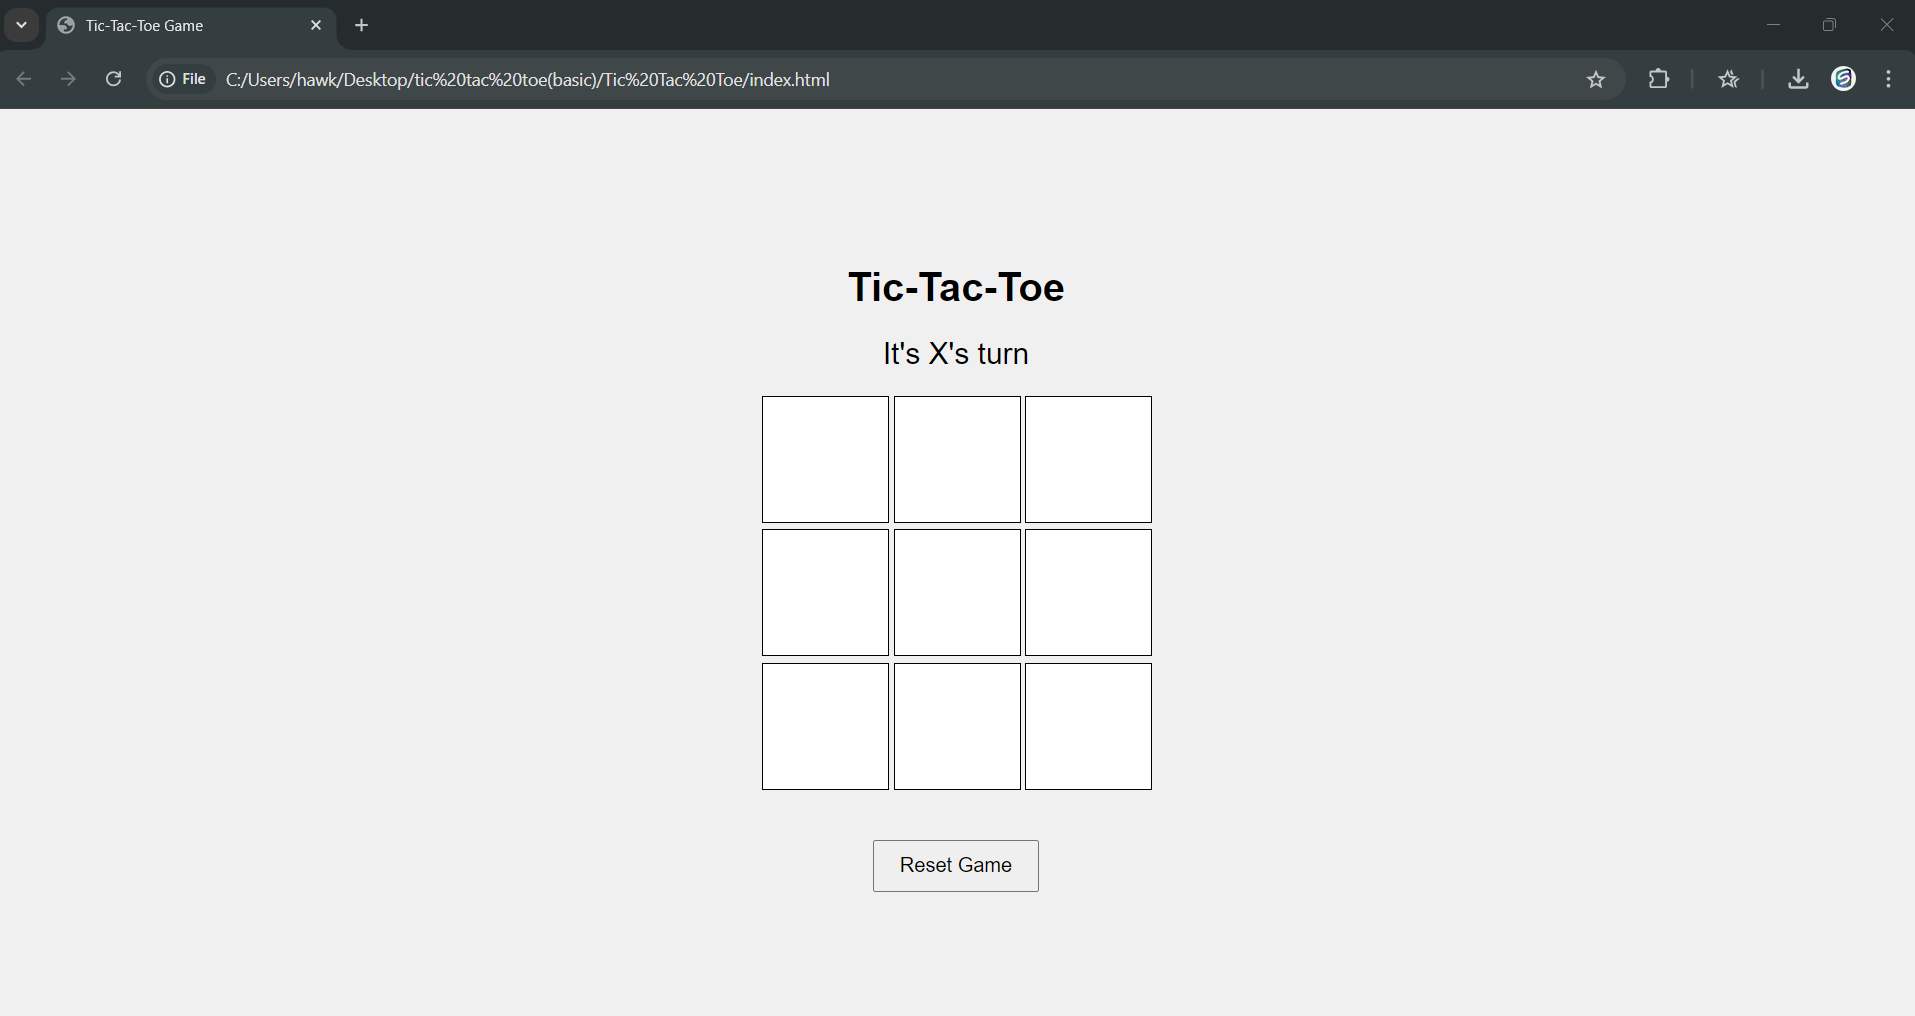 Tic-Tac-Toe Game
File C:/Users/hawk/Desktop/tic%20tac%20toe(basic)/Tic%20Tac%20Toe/index.html
Tic-Tac-Toe
It's X's turn
Reset Game